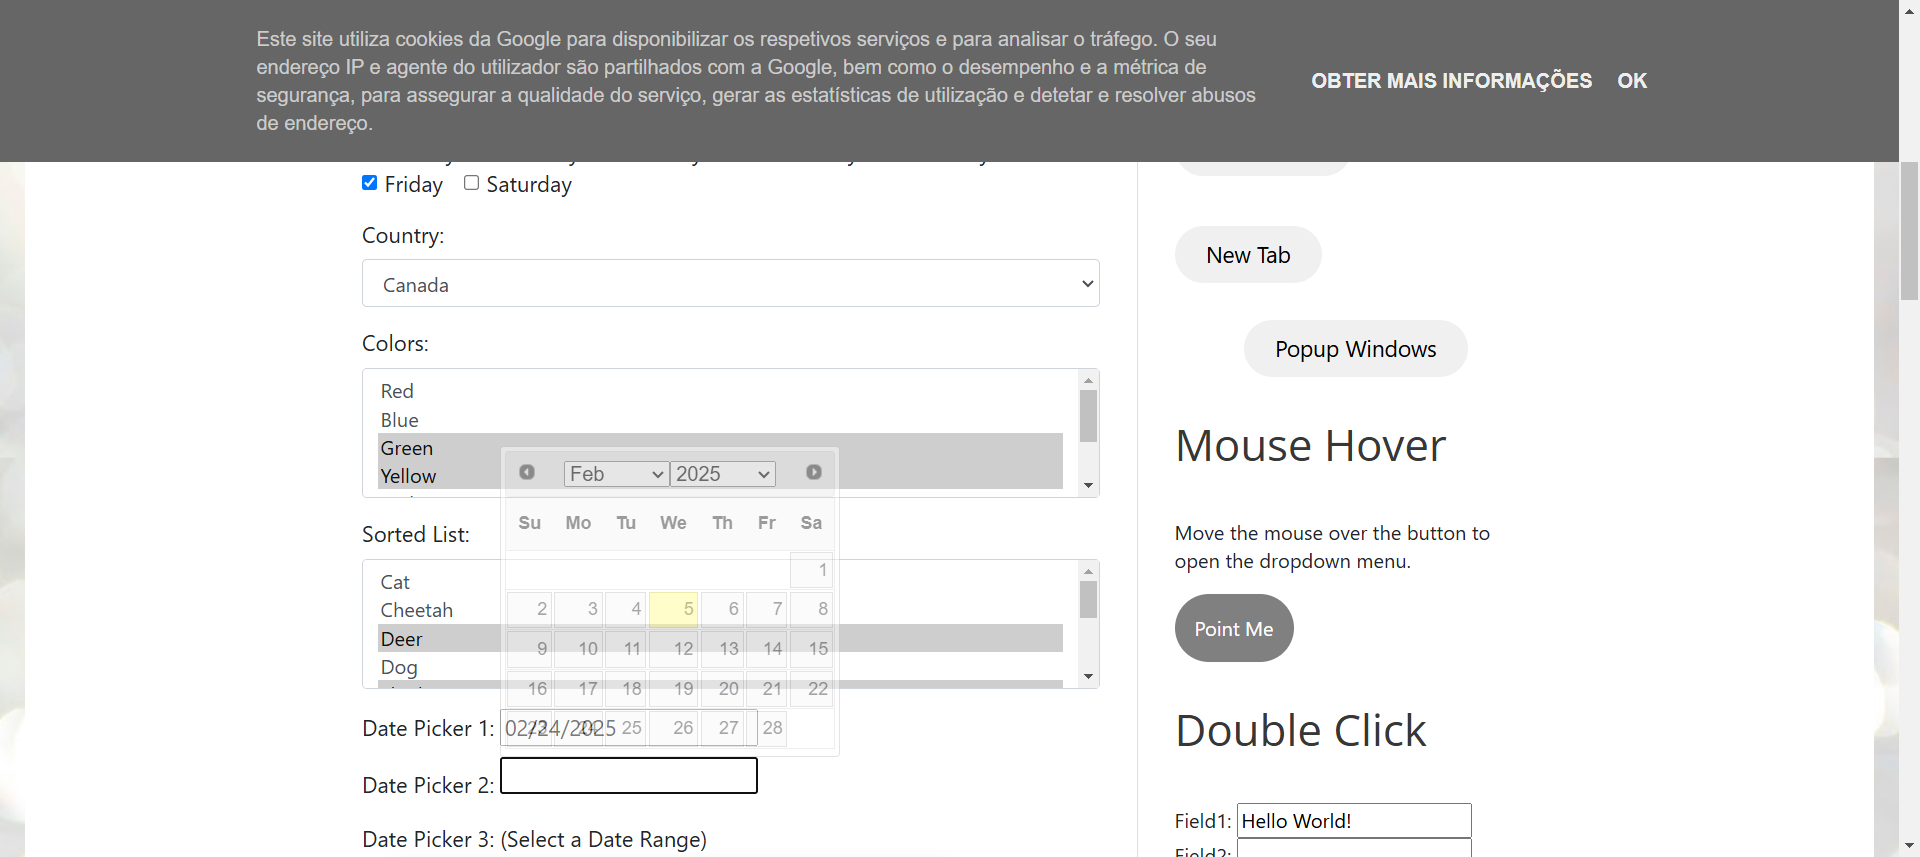 Este site utiliza cookies da Google para disponibilizar os respetivos serviços e para analisar o tráfego. O seu
endereço IP e agente do utilizador são partilhados com a Google, bem como o desempenho e a métrica de
segurança, para assegurar a qualidade do serviço, gerar as estatísticas de utilização e detetar e resolver abusos
de endereço.
OBTER MAIS INFORMAÇÕES OK
Friday Saturday
Country:
Canada
Colors:
Red
Blue
Green
Yellow
Feb 2025
Su Mo Tu We Th Fr Sa
1
2 3 4 5 6 7 8
9 10 11 12 13 14 15
16 17 18 19 20 21 22
23 24 25 26 27 28
Sorted List:
Cat
Cheetah
Deer
Dog
Date Picker 1: 02/24/2025
Date Picker 2:
Date Picker 3: (Select a Date Range)
New Tab
Popup Windows
Mouse Hover
Move the mouse over the button to
open the dropdown menu.
Point Me
Double Click
Field1: Hello World!
Field2: